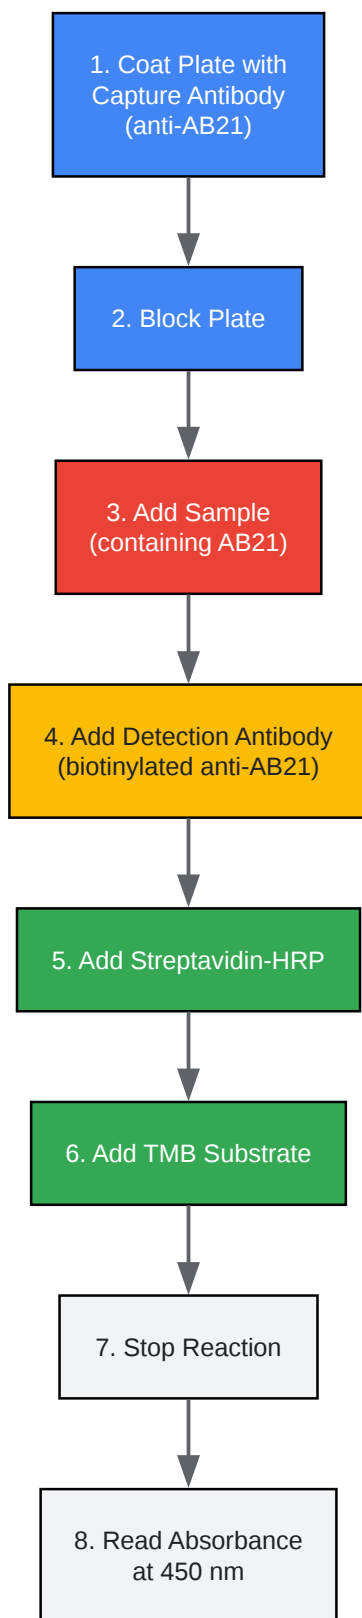 1. Coat Plate with
Capture Antibody
(anti-AB21)
2. Block Plate
3. Add Sample
(containing AB21)
4. Add Detection Antibody
(biotinylated anti-AB21)
5. Add Streptavidin-HRP
6. Add TMB Substrate
7. Stop Reaction
8. Read Absorbance
at 450 nm